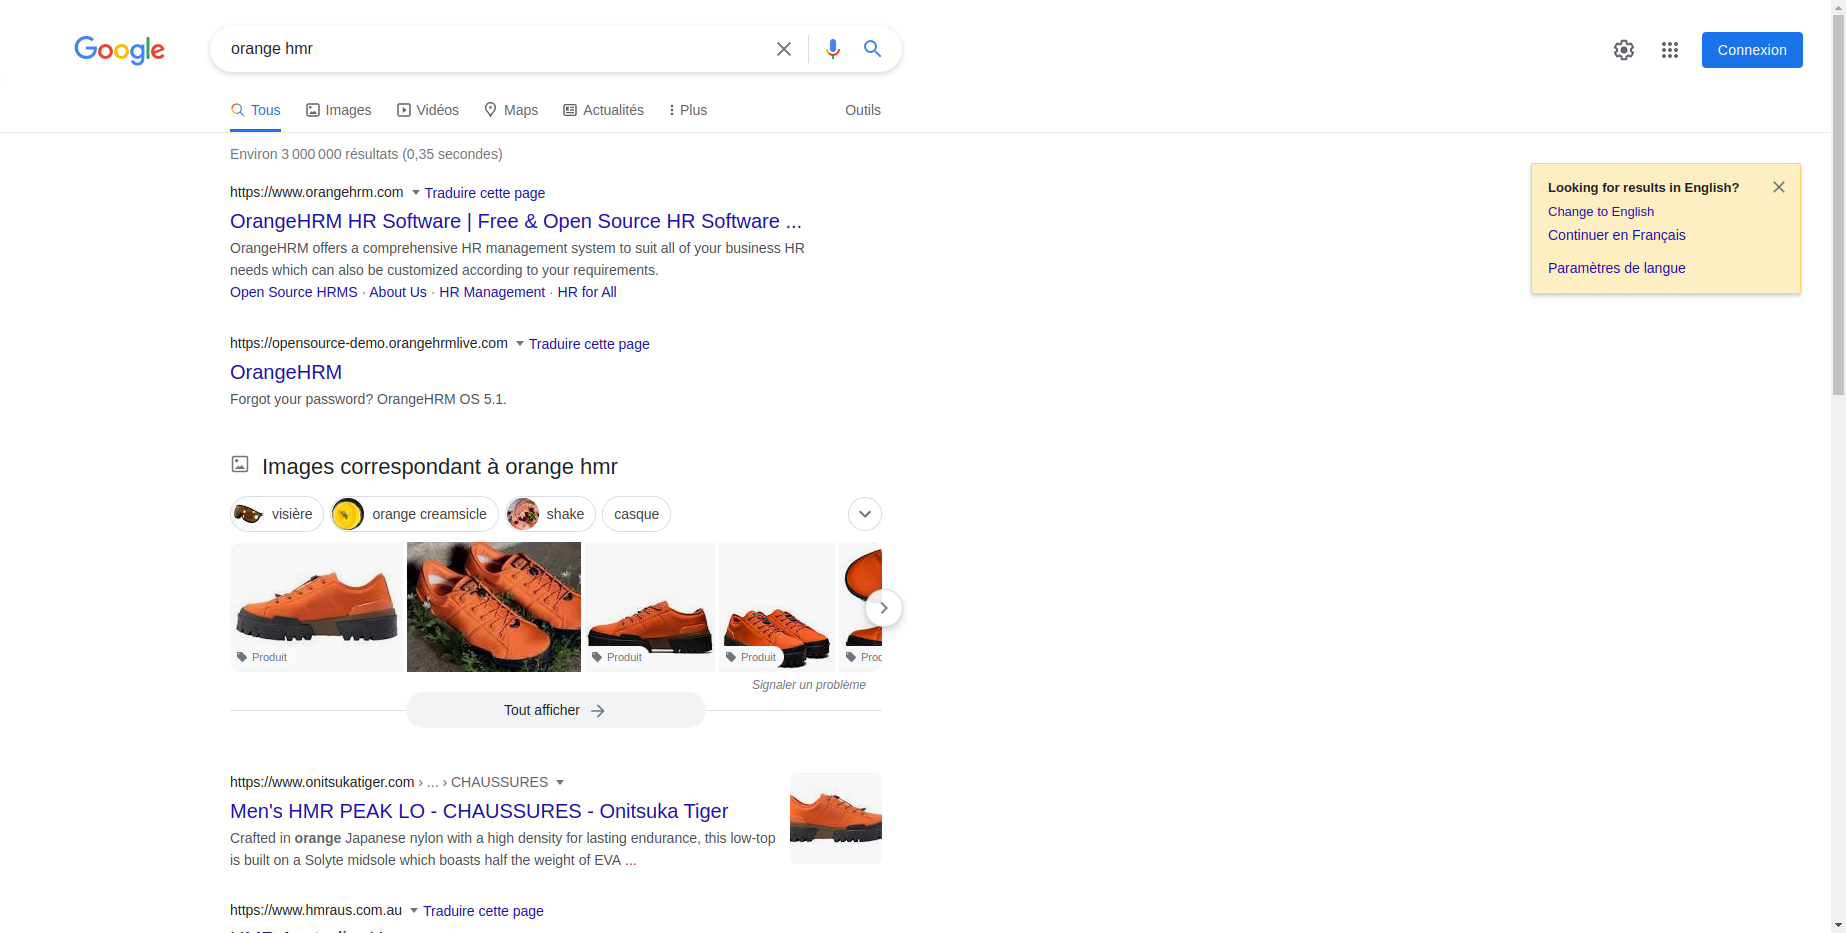 Google
orange hmr
Connexion
Tous
Images
Vidéos
Maps
Actualités
Plus
Outils
Environ 3 000 000 résultats (0,35 secondes)
Looking for results in English?
Change to English
Continuer en Français
Paramètres de langue
https://www.orangehrm.com Traduire cette page
OrangeHRM HR Software | Free & Open Source HR Software ...
OrangeHRM offers a comprehensive HR management system to suit all of your business HR
needs which can also be customized according to your requirements.
Open Source HRMS · About Us · HR Management · HR for All
https://opensource-demo.orangehrmlive.com Traduire cette page
OrangeHRM
Forgot your password? OrangeHRM OS 5.1.
Images correspondant à orange hmr
visière
orange creamsicle
shake
casque
Produit
Produit
Produit
Signaler un problème
Tout afficher
https://www.onitsukatiger.com › ... › CHAUSSURES
Men's HMR PEAK LO - CHAUSSURES - Onitsuka Tiger
Crafted in orange Japanese nylon with a high density for lasting endurance, this low-top
is built on a Solyte midsole which boasts half the weight of EVA ...
https://www.hmraus.com.au Traduire cette page